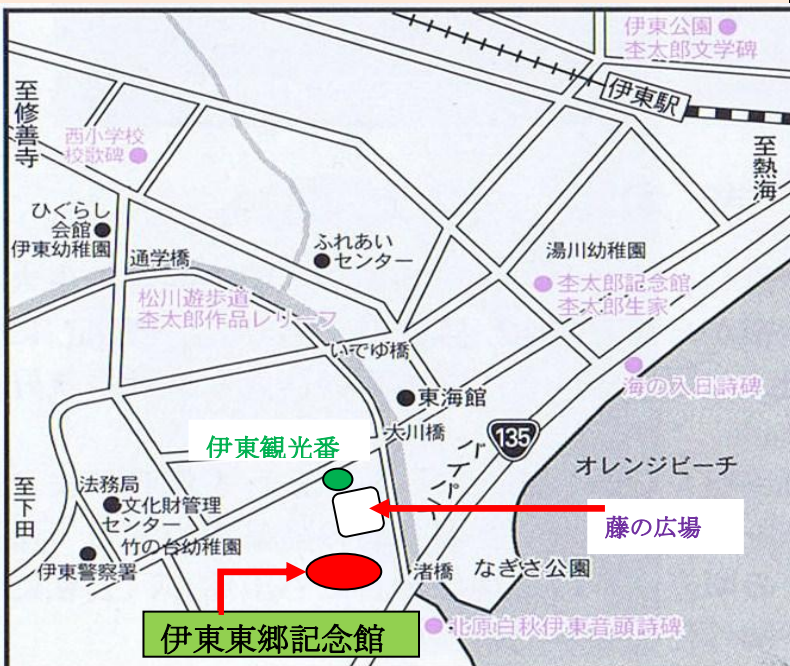 伊東公園
杢太郎文学碑
伊東駅
至修善寺
至熱海
西小学校
校歌碑
ひぐらし
会館
伊東幼稚園
通学橋
ふれあい
センター
湯川幼稚園
杢太郎記念館
杢太郎生家
松川遊歩道
杢太郎作品レリーフ
いでゆ橋
海の入日詩碑
東海館
大川橋
135
バイパス
伊東観光番
オレンジビーチ
至下田
法務局
文化財管理
センター
竹の台幼稚園
伊東警察署
藤の広場
渚橋
なぎさ公園
伊東東郷記念館
北原白秋伊東音頭詩碑